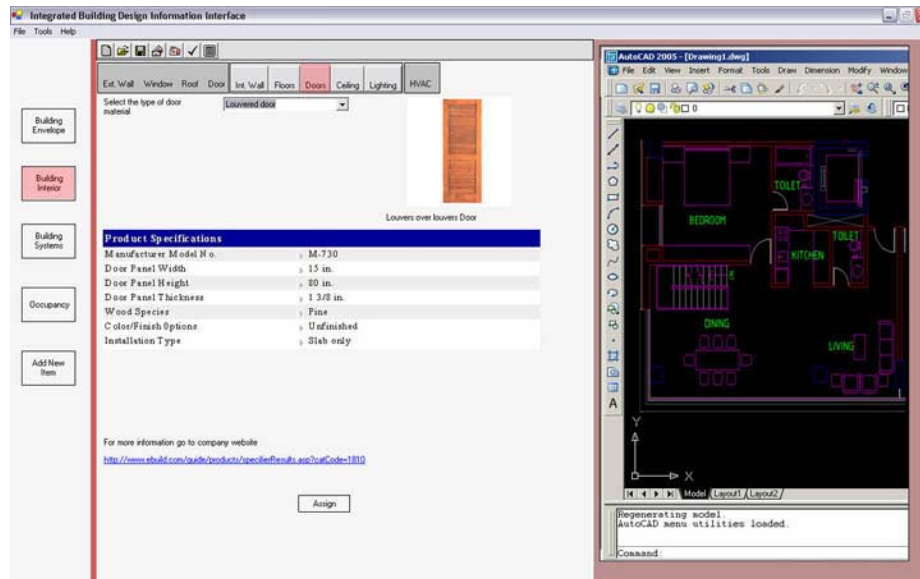 Integrated Building Design Information Interface
File Tools Help
Ext. Wall Window Roof Door Int. Wall Floors Doors Ceiling Lighting HVAC
Select the type of door material
Louvered door
Building Envelope
Building Interior
Building Systems
Occupancy
Add New Item
Louvers over louvers Door
Product Specifications
Manufacturer Model No. M-730
Door Panel Width 15 in.
Door Panel Height 80 in.
Door Panel Thickness 1 3/8 in.
Wood Species Pine
Color/Finish Options Unfinished
Installation Type Slab only
For more information go to company website
http://www.ebuild.com/guide/products/specifierResults.asp?catCode=1810
Assign
AutoCAD 2005 - [Drawing1.dwg]
File Edit View Insert Format Tools Draw Dimension Modify Window
0
TOILET
BEDROOM
TOILET
KITCHEN
DINING
LIVING
Y
X
Model Layout1 Layout2
Regenerating model.
AutoCAD menu utilities loaded.
Command: